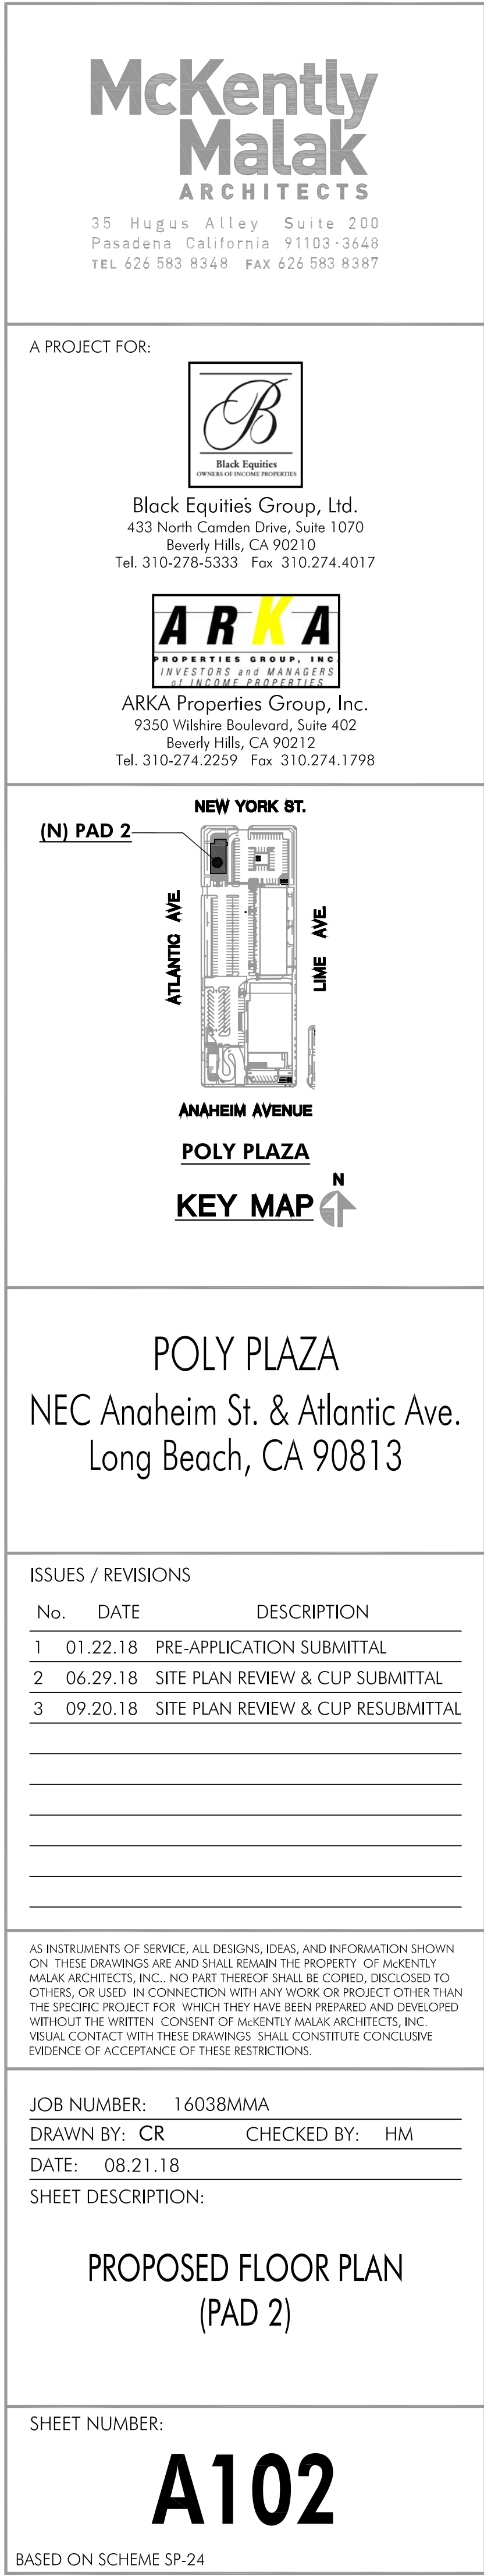 McKently
Malak
ARCHITECTS
35 Hugus Alley Suite 200
Pasadena California 91103-3648
TEL 626 583 8348 FAX 626 583 8387
A PROJECT FOR:
B
Black Equities
OWNERS OF INCOME PROPERTIES
Black Equitie's Group, Ltd.
433 North Camden Drive, Suite 1070
Beverly Hills, CA 90210
Tel. 310-278-5333 Fax 310.274.4017
ARKA
PROPERTIES GROUP, INC.
INVESTORS and MANAGERS
of INCOME PROPERTIES
ARKA Properties Group, Inc.
9350 Wilshire Boulevard, Suite 402
Beverly Hills, CA 90212
Tel. 310-274.2259 Fax 310.274.1798
NEW YORK ST.
(N) PAD 2
ATLANTIC AVE.
LIME AVE.
ANAHEIM AVENUE
POLY PLAZA
N
KEY MAP
POLY PLAZA
NEC Anaheim St. & Atlantic Ave.
Long Beach, CA 90813
ISSUES / REVISIONS
No. DATE DESCRIPTION
1 01.22.18 PRE-APPLICATION SUBMITTAL
2 06.29.18 SITE PLAN REVIEW & CUP SUBMITTAL
3 09.20.18 SITE PLAN REVIEW & CUP RESUBMITTAL
AS INSTRUMENTS OF SERVICE, ALL DESIGNS, IDEAS, AND INFORMATION SHOWN
ON THESE DRAWINGS ARE AND SHALL REMAIN THE PROPERTY OF McKENTLY
MALAK ARCHITECTS, INC.. NO PART THEREOF SHALL BE COPIED, DISCLOSED TO
OTHERS, OR USED IN CONNECTION WITH ANY WORK OR PROJECT OTHER THAN
THE SPECIFIC PROJECT FOR WHICH THEY HAVE BEEN PREPARED AND DEVELOPED
WITHOUT THE WRITTEN CONSENT OF McKENTLY MALAK ARCHITECTS, INC.
VISUAL CONTACT WITH THESE DRAWINGS SHALL CONSTITUTE CONCLUSIVE
EVIDENCE OF ACCEPTANCE OF THESE RESTRICTIONS.
JOB NUMBER: 16038MMA
DRAWN BY: CR CHECKED BY: HM
DATE: 08.21.18
SHEET DESCRIPTION:
PROPOSED FLOOR PLAN
(PAD 2)
SHEET NUMBER:
A102
BASED ON SCHEME SP-24